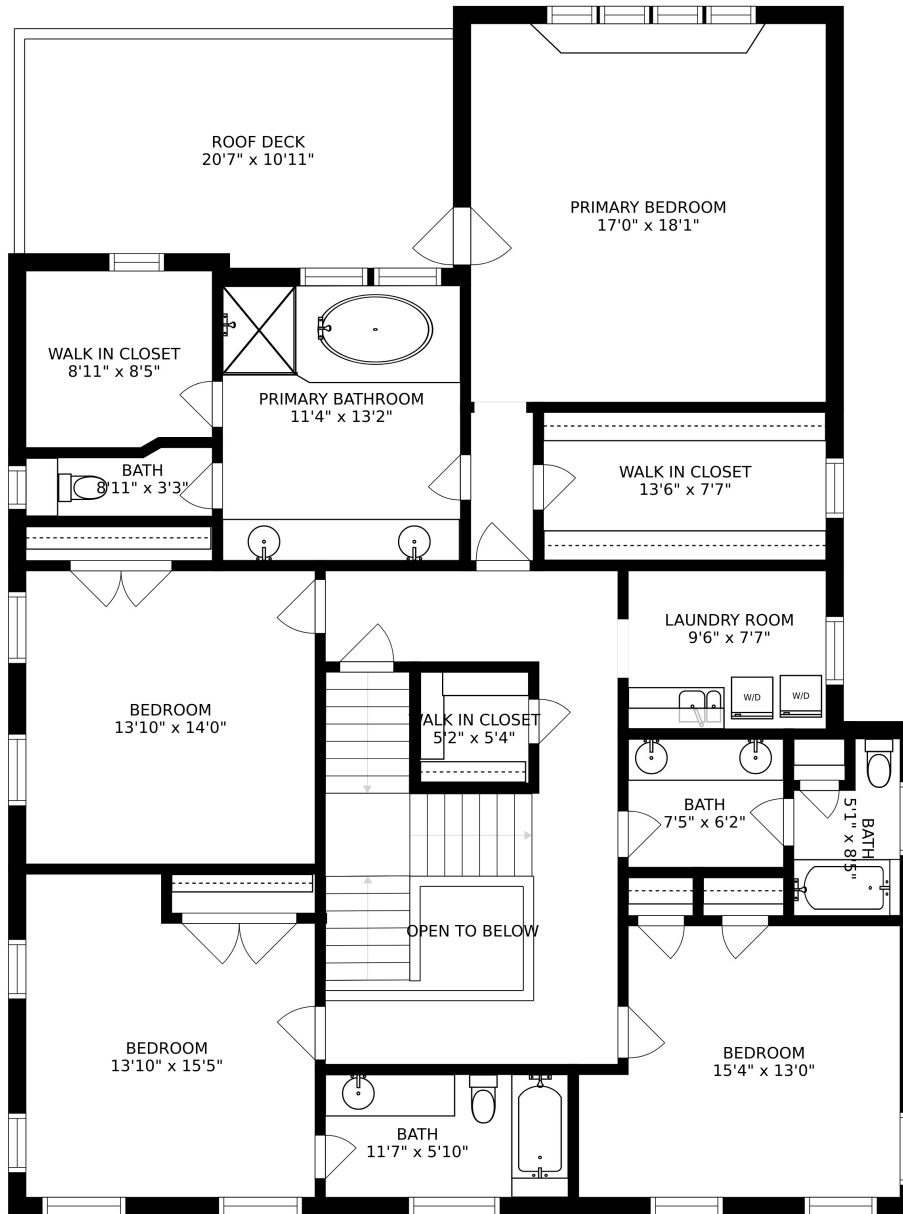 ROOF DECK
20'7" x 10'11"
PRIMARY BEDROOM
17'0" x 18'1"
WALK IN CLOSET
8'11" x 8'5"
PRIMARY BATHROOM
11'4" x 13'2"
BATH
8'11" x 3'3"
WALK IN CLOSET
13'6" x 7'7"
LAUNDRY ROOM
9'6" x 7'7"
W/D
W/D
BEDROOM
13'10" x 14'0"
WALK IN CLOSET
5'2" x 5'4"
BATH
7'5" x 6'2"
BATH
5'1" x 8'5"
OPEN TO BELOW
BEDROOM
13'10" x 15'5"
BEDROOM
15'4" x 13'0"
BATH
11'7" x 5'10"